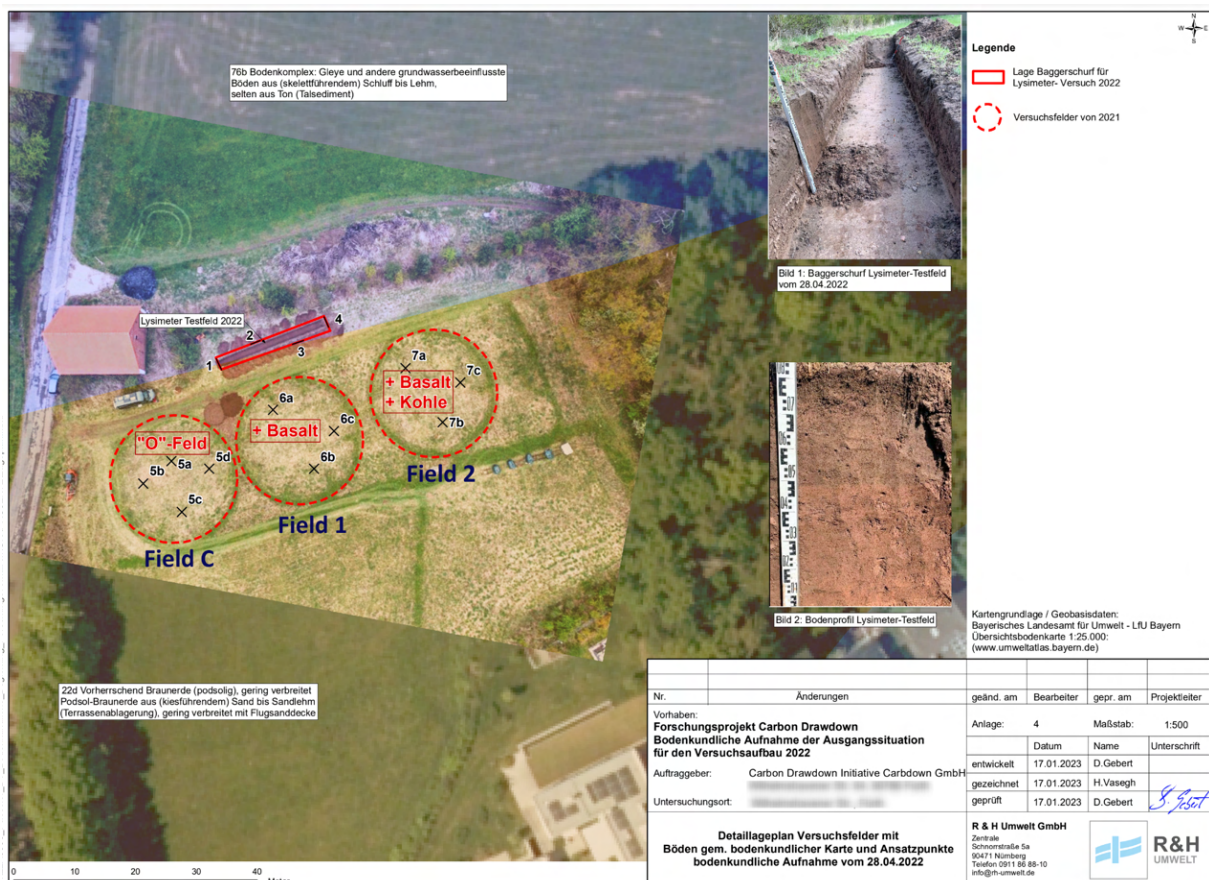 76b Bodenkomplex: Gleye und andere grundwasserbeeinflusste
Böden aus (skelettführendem) Schluff bis Lehm,
selten aus Ton (Talsediment)
N
W E
S
Legende
Lage Baggerschurf für
Lysimeter- Versuch 2022
Versuchsfelder von 2021
Bild 1: Baggerschurf Lysimeter-Testfeld
vom 28.04.2022
Lysimeter Testfeld 2022
1
2
3
4
7a
+ Basalt
+ Kohle
7c
7b
6a
+ Basalt
6c
6b
"O"-Feld
5a
5b
5c
5d
Field 2
Field 1
Field C
Bild 2: Bodenprofil Lysimeter-Testfeld
Kartengrundlage / Geobasisdaten:
Bayerisches Landesamt für Umwelt - LfU Bayern
Übersichtsbodenkarte 1:25.000:
(www.umweltatlas.bayern.de)
22d Vorherrschend Braunerde (podsolig), gering verbreitet
Podsol-Braunerde aus (kiesführendem) Sand bis Sandlehm
(Terrassenablagerung), gering verbreitet mit Flugsanddecke
Nr. Änderungen geänd. am Bearbeiter gepr. am Projektleiter
Vorhaben:
Forschungsprojekt Carbon Drawdown
Bodenkundliche Aufnahme der Ausgangssituation
für den Versuchsaufbau 2022
Auftraggeber: Carbon Drawdown Initiative Carbdown GmbH
Untersuchungsort:
Anlage: 4 Maßstab: 1:500
Datum Name Unterschrift
entwickelt 17.01.2023 D.Gebert
gezeichnet 17.01.2023 H.Vasegh
geprüft 17.01.2023 D.Gebert
Detaillageplan Versuchsfelder mit
Böden gem. bodenkundlicher Karte und Ansatzpunkte
bodenkundliche Aufnahme vom 28.04.2022
R & H Umwelt GmbH
Zentrale
Schnorrstraße 5a
90471 Nürnberg
Telefon 0911 86 88-10
info@rh-umwelt.de
R&H
UMWELT
0 10 20 30 40
Meter